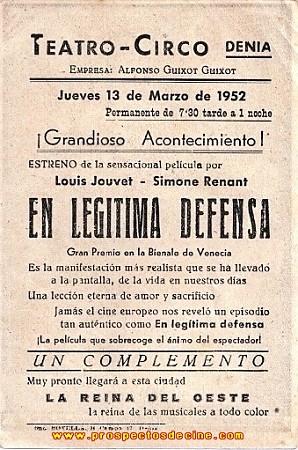 TEATRO-CIRCO DENIA
EMPRESA: ALFONSO GUIXOT GUIXOT
Jueves 13 de Marzo de 1952
Permanente de 7'30 tarde a 1 noche
¡Grandioso Acontecimiento!
ESTRENO de la sensacional película por
Louis Jouvet - Simone Renant
EN LEGITIMA DEFENSA
Gran Premio en la Bienale de Venecia
Es la manifestación más realista que se ha llevado
a la pantalla, de la vida en nuestros días
Una lección eterna de amor y sacrificio
Jamás el cine europeo nos reveló un episodio
tan auténtico como En legítima defensa
¡La película que sobrecoge el ánimo del espectador!
UN COMPLEMENTO
Muy pronto llegará a esta ciudad
LA REINA DEL OESTE
la reina de las musicales a todo color
www.prospectosdecine.com